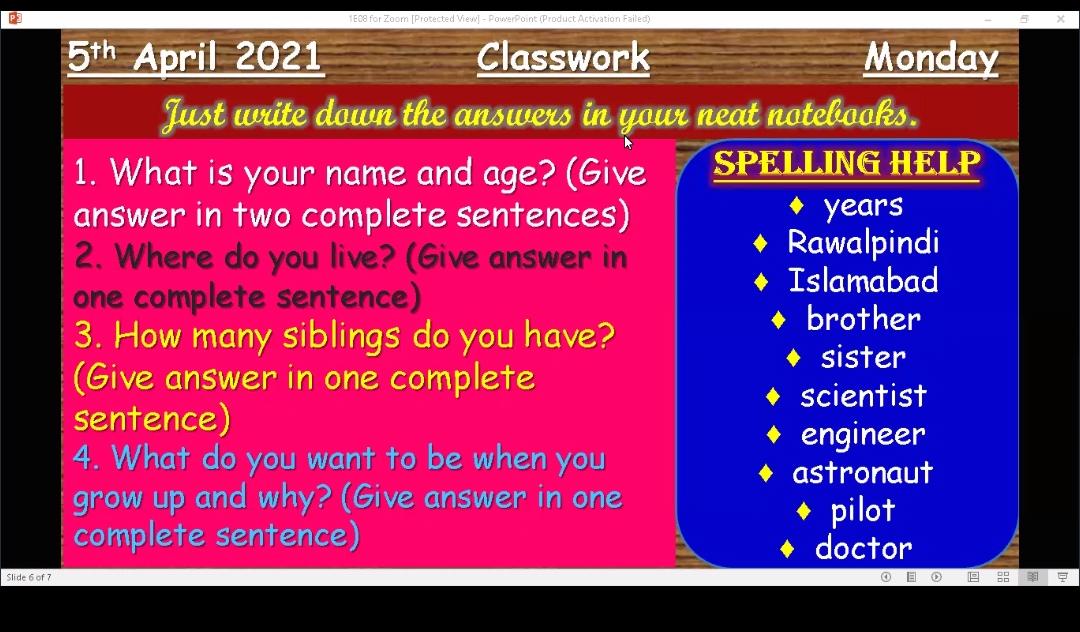 1E08 for Zoom [Protected View] - PowerPoint (Product Activation Failed)
5th April 2021 Classwork Monday
Just write down the answers in your neat notebooks.
1. What is your name and age? (Give
answer in two complete sentences)
2. Where do you live? (Give answer in
one complete sentence)
3. How many siblings do you have?
(Give answer in one complete
sentence)
4. What do you want to be when you
grow up and why? (Give answer in one
complete sentence)
SPELLING HELP
♦ years
♦ Rawalpindi
♦ Islamabad
♦ brother
♦ sister
♦ scientist
♦ engineer
♦ astronaut
♦ pilot
♦ doctor
Slide 6 of 7